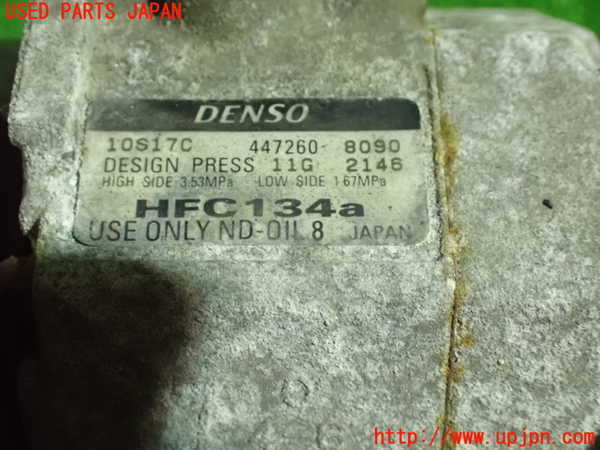 USED PARTS JAPAN
DENSO
10S17C 447260-8090
DESIGN PRESS 11G 2146
HIGH SIDE 3.53MPa LOW SIDE 1.67MPa
HFC134a
USE ONLY ND-OIL 8 JAPAN
http://www.upjpn.com/